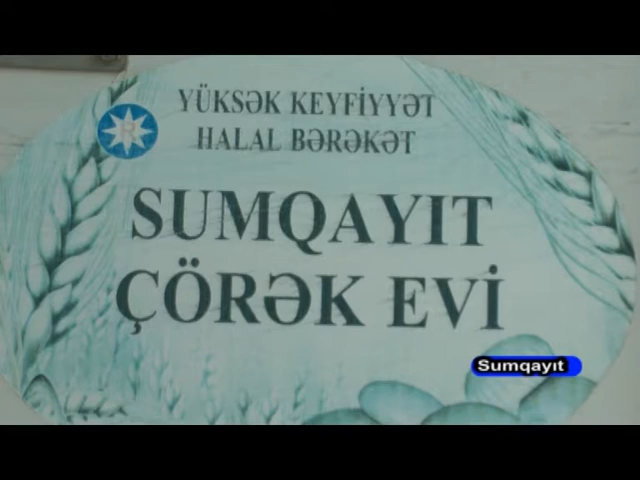 YÜKSƏK KEYFİYYƏT
HALAL BƏRƏKƏT
SUMQAYIT
ÇÖRƏK EVİ
Sumqayıt